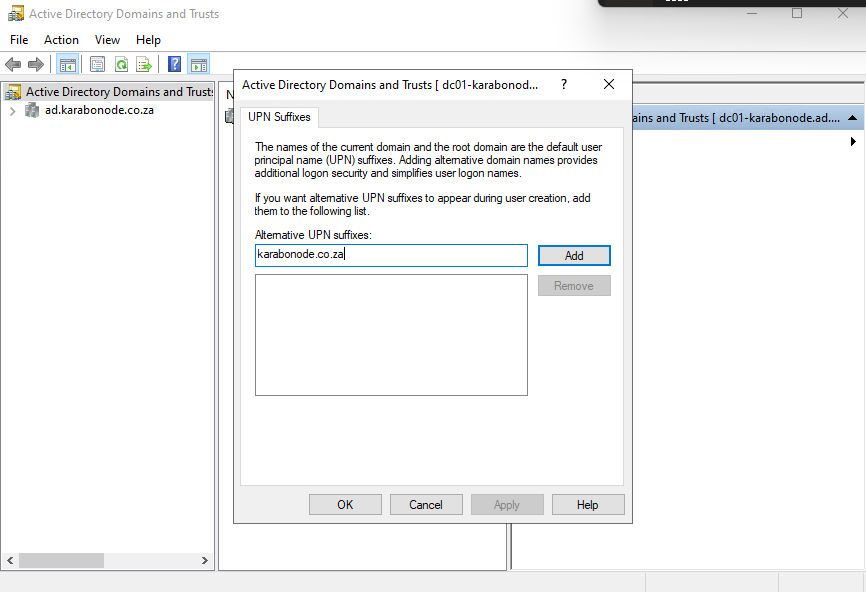 Active Directory Domains and Trusts
File Action View Help
Active Directory Domains and Trusts
ad.karabonode.co.za
N
Active Directory Domains and Trusts [ dc01-karabonod...
UPN Suffixes
The names of the current domain and the root domain are the default user
principal name (UPN) suffixes. Adding alternative domain names provides
additional logon security and simplifies user logon names.
If you want alternative UPN suffixes to appear during user creation, add
them to the following list.
Alternative UPN suffixes:
karabonode.co.za
Add
Remove
OK Cancel Apply Help
ains and Trusts [ dc01-karabonode.ad....